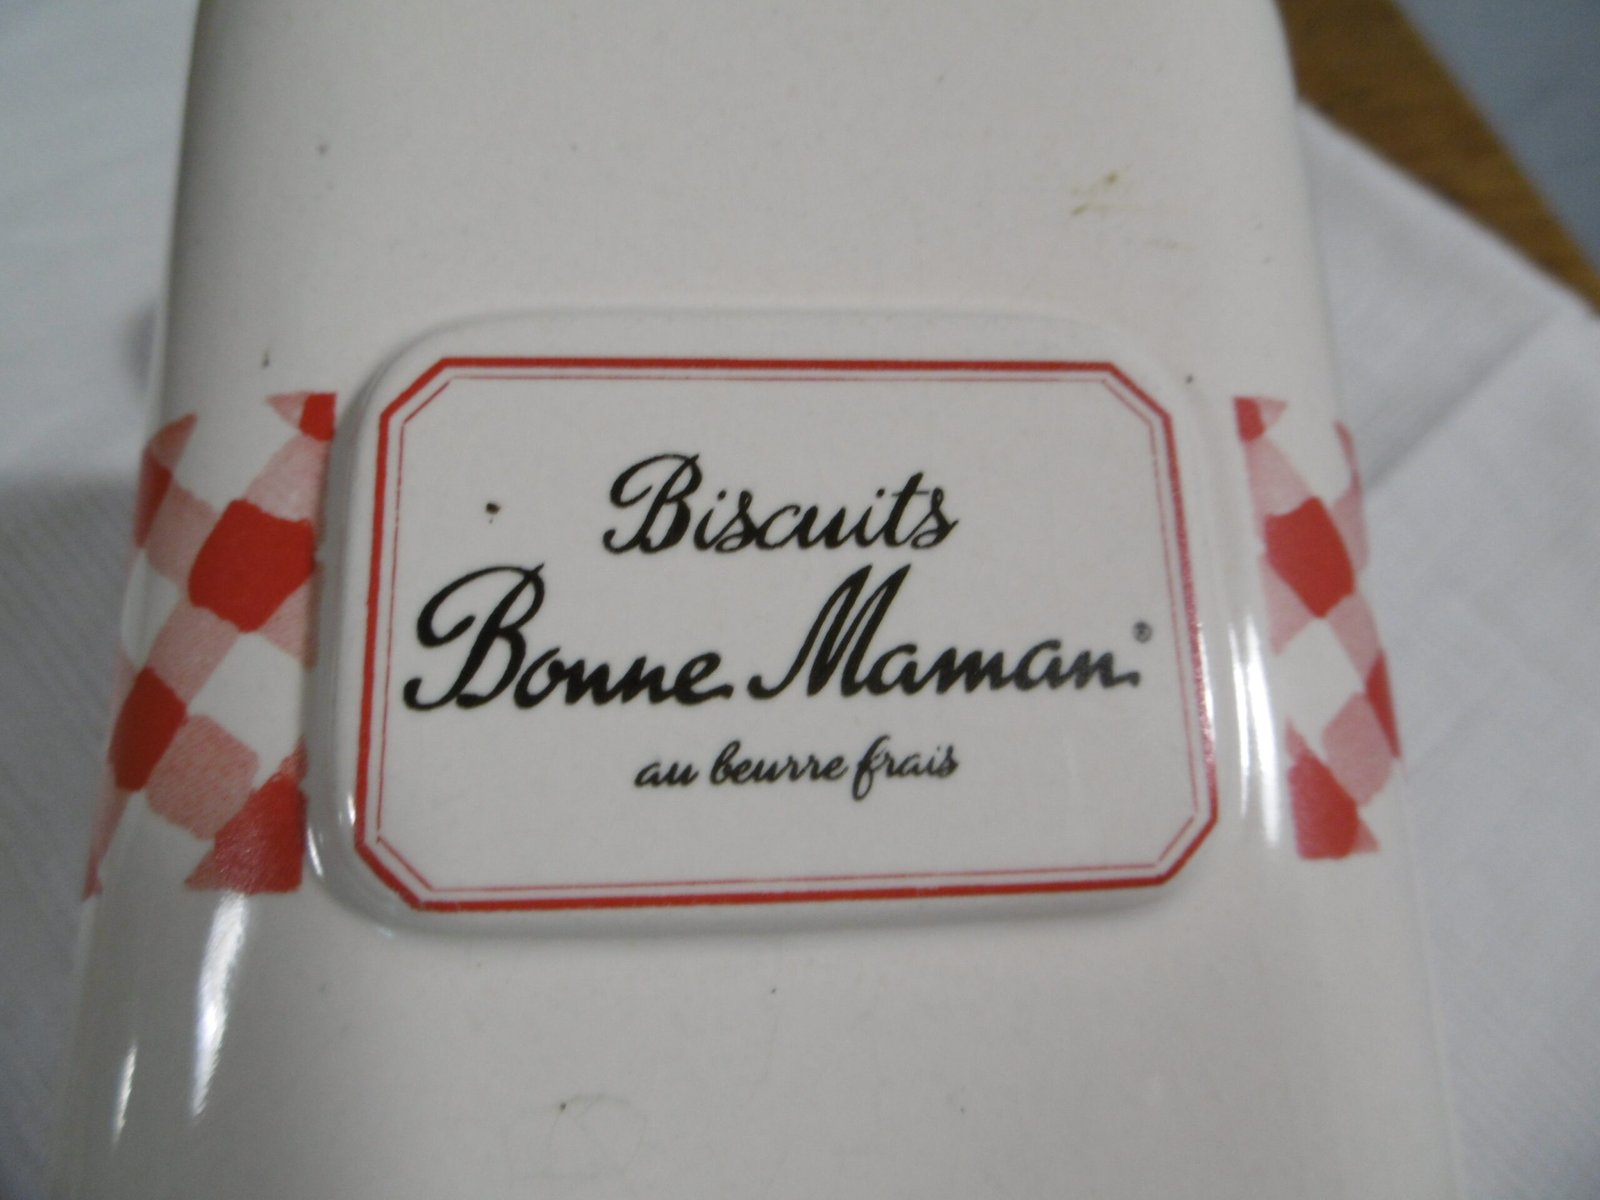 Biscuits
Bonne Maman®
au beurre frais